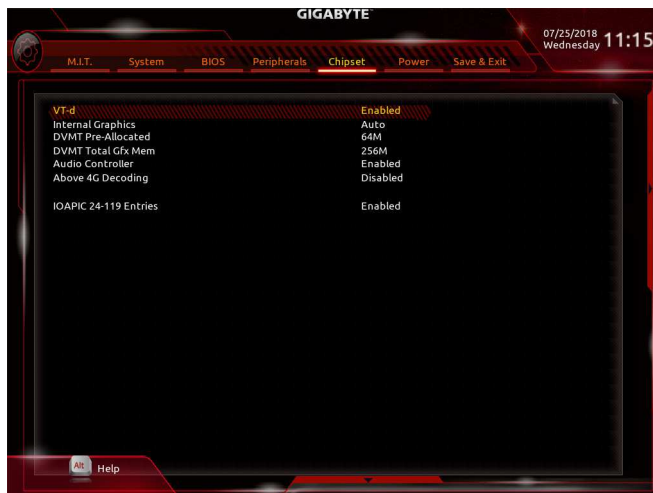 GIGABYTE™
07/25/2018
Wednesday
11:15
M.I.T. System BIOS Peripherals Chipset Power Save & Exit
VT-d Enabled
Internal Graphics Auto
DVMT Pre-Allocated 64M
DVMT Total Gfx Mem 256M
Audio Controller Enabled
Above 4G Decoding Disabled
IOAPIC 24-119 Entries Enabled
Alt Help